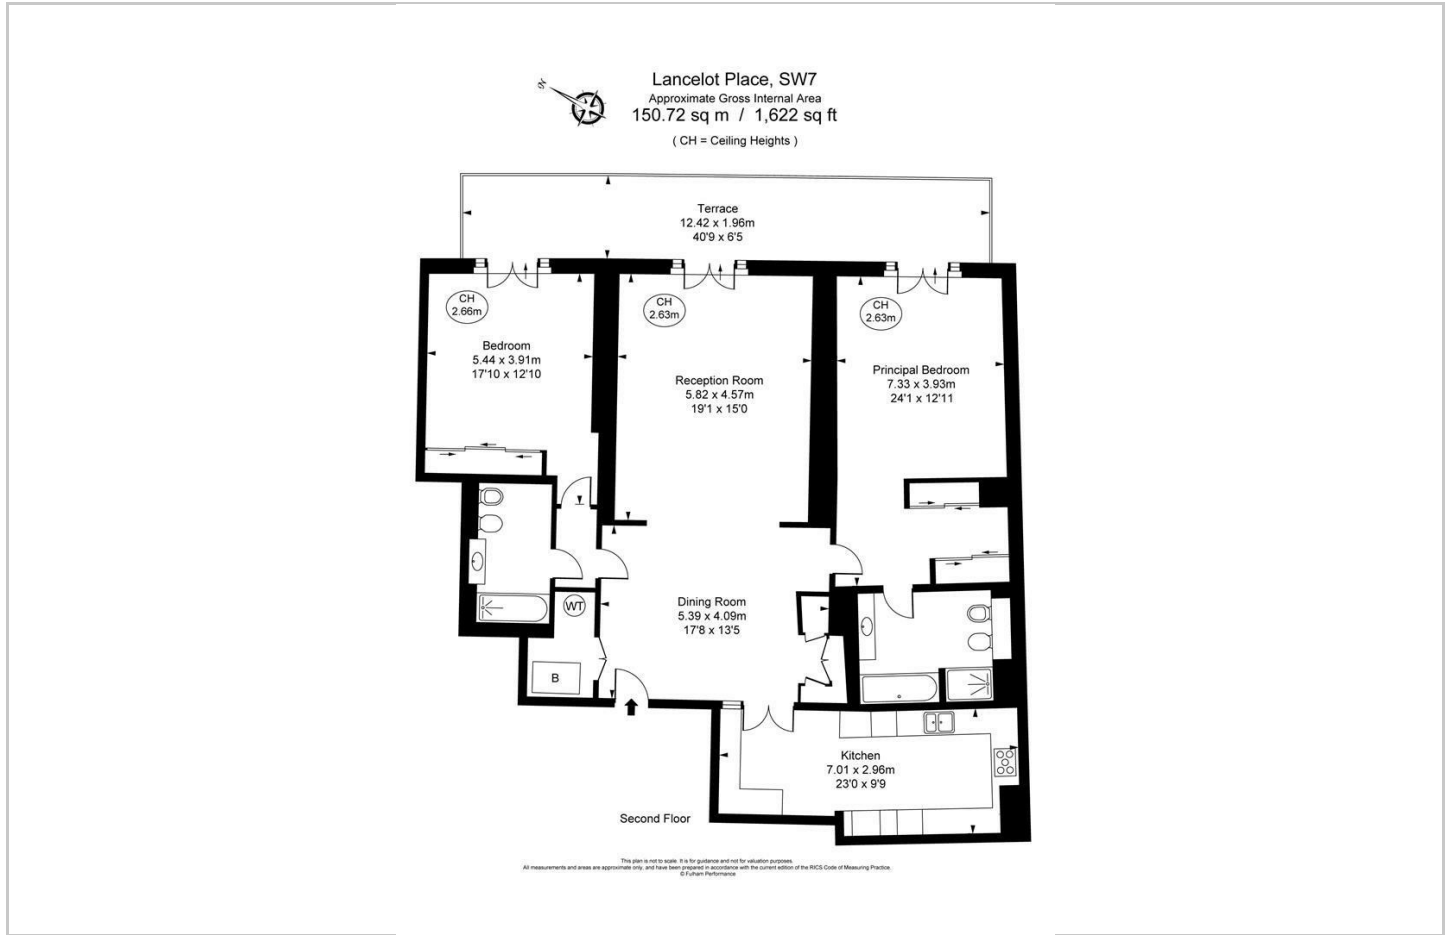 N
Lancelot Place, SW7
Approximate Gross Internal Area
150.72 sq m / 1,622 sq ft
( CH = Ceiling Heights )
Terrace
12.42 x 1.96m
40'9 x 6'5
CH
2.66m
CH
2.63m
CH
2.63m
Bedroom
5.44 x 3.91m
17'10 x 12'10
Reception Room
5.82 x 4.57m
19'1 x 15'0
Principal Bedroom
7.33 x 3.93m
24'1 x 12'11
WT
Dining Room
5.39 x 4.09m
17'8 x 13'5
B
Kitchen
7.01 x 2.96m
23'0 x 9'9
Second Floor
This plan is not to scale. It is for guidance and not for valuation purposes.
All measurements and areas are approximate only, and have been prepared in accordance with the current edition of the RICS Code of Measuring Practice.
© Fulham Performance